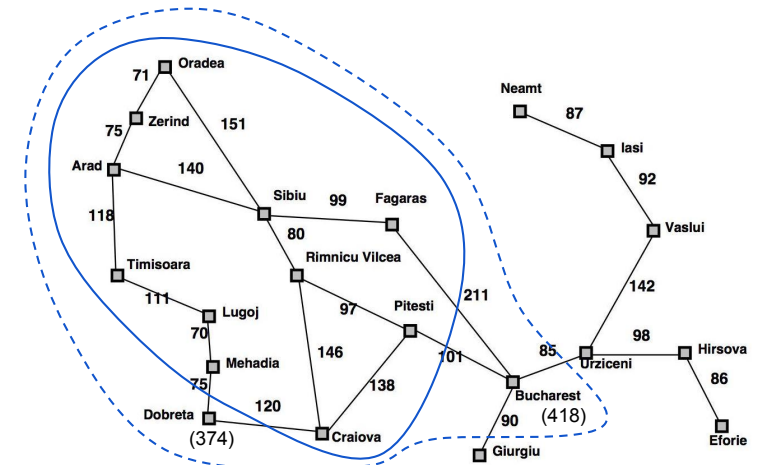 Oradea
71
Neamt
87
Zerind
151
75
Iasi
Arad
140
92
Sibiu
99
Fagaras
118
80
Vaslui
Timisoara
Rimnicu Vilcea
111
142
211
Lugoj
97
Pitesti
70
98
Hirsova
146
101
85
Urziceni
Mehadia
75
138
86
Bucharest
120
Dobreta
90
(418)
(374)
Craiova
Eforie
Giurgiu